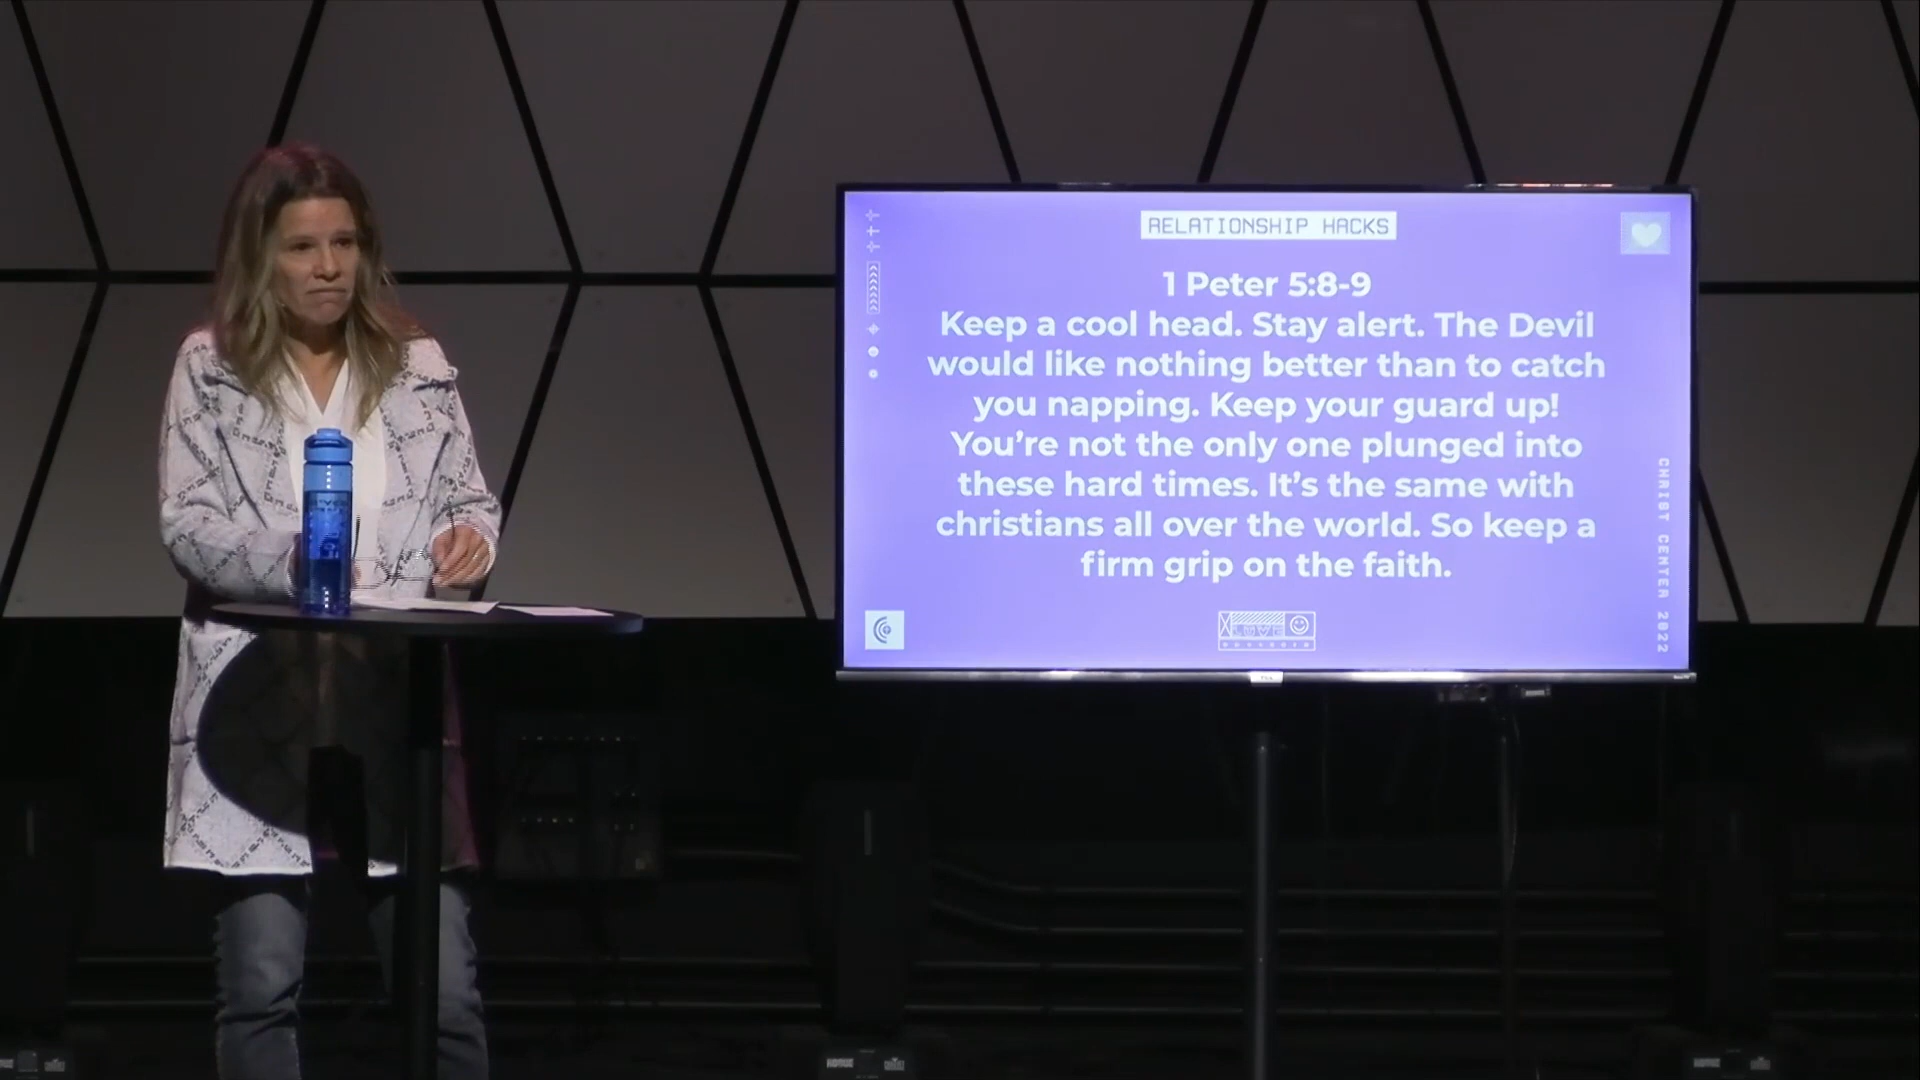 RELATIONSHIP HACKS
1 Peter 5:8-9
Keep a cool head. Stay alert. The Devil
would like nothing better than to catch
you napping. Keep your guard up!
You're not the only one plunged into
these hard times. It's the same with
christians all over the world. So keep a
firm grip on the faith.
LOVE
CHRIST CENTER 2022